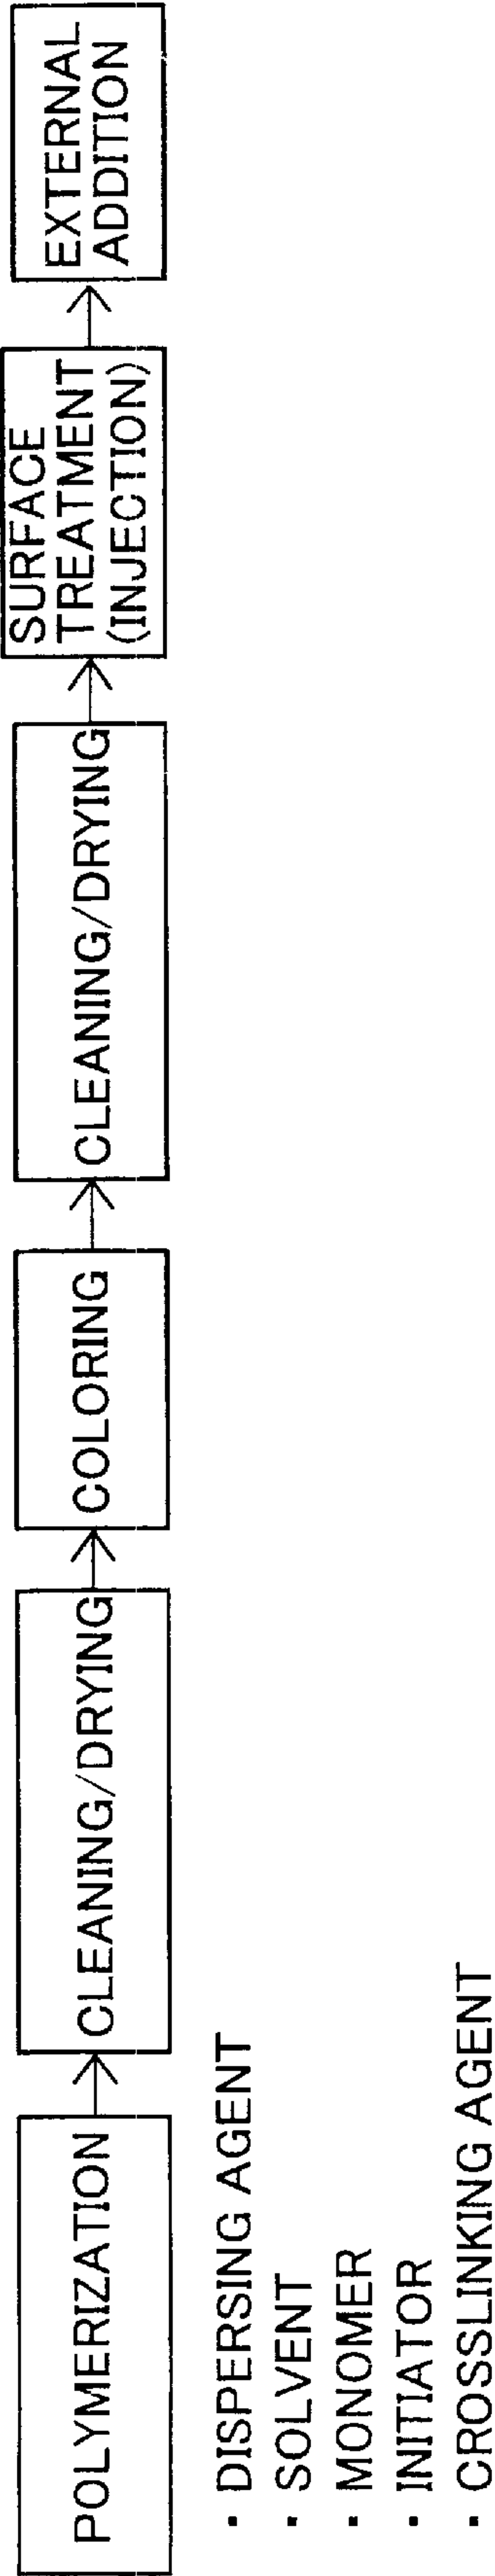 POLYMERIZATION
CLEANING/DRYING
COLORING
CLEANING/DRYING
SURFACE
TREATMENT
(INJECTION)
EXTERNAL
ADDITION
· DISPERSING AGENT
· SOLVENT
· MONOMER
· INITIATOR
· CROSSLINKING AGENT